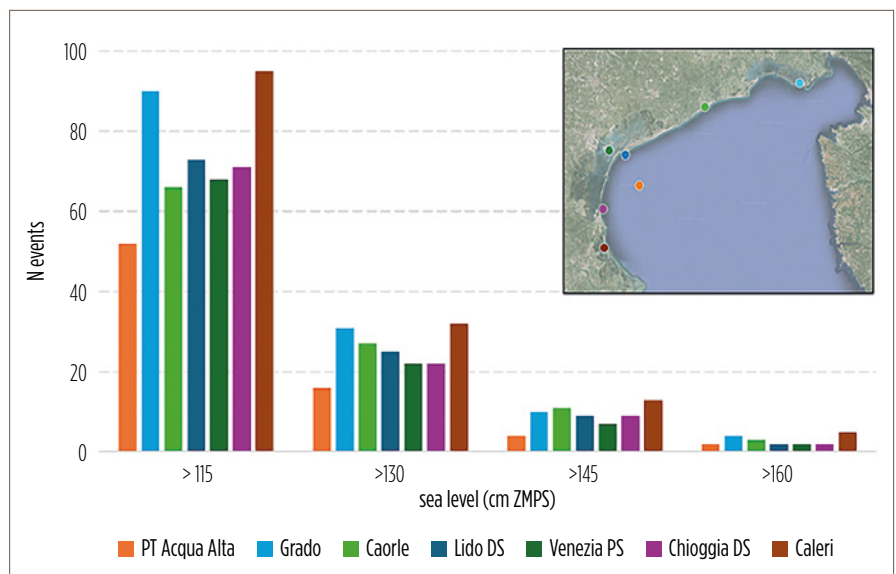 100
80
60
40
20
0
N events
> 115
>130
>145
>160
sea level (cm ZMPS)
PT Acqua Alta
Grado
Caorle
Lido DS
Venezia PS
Chioggia DS
Caleri